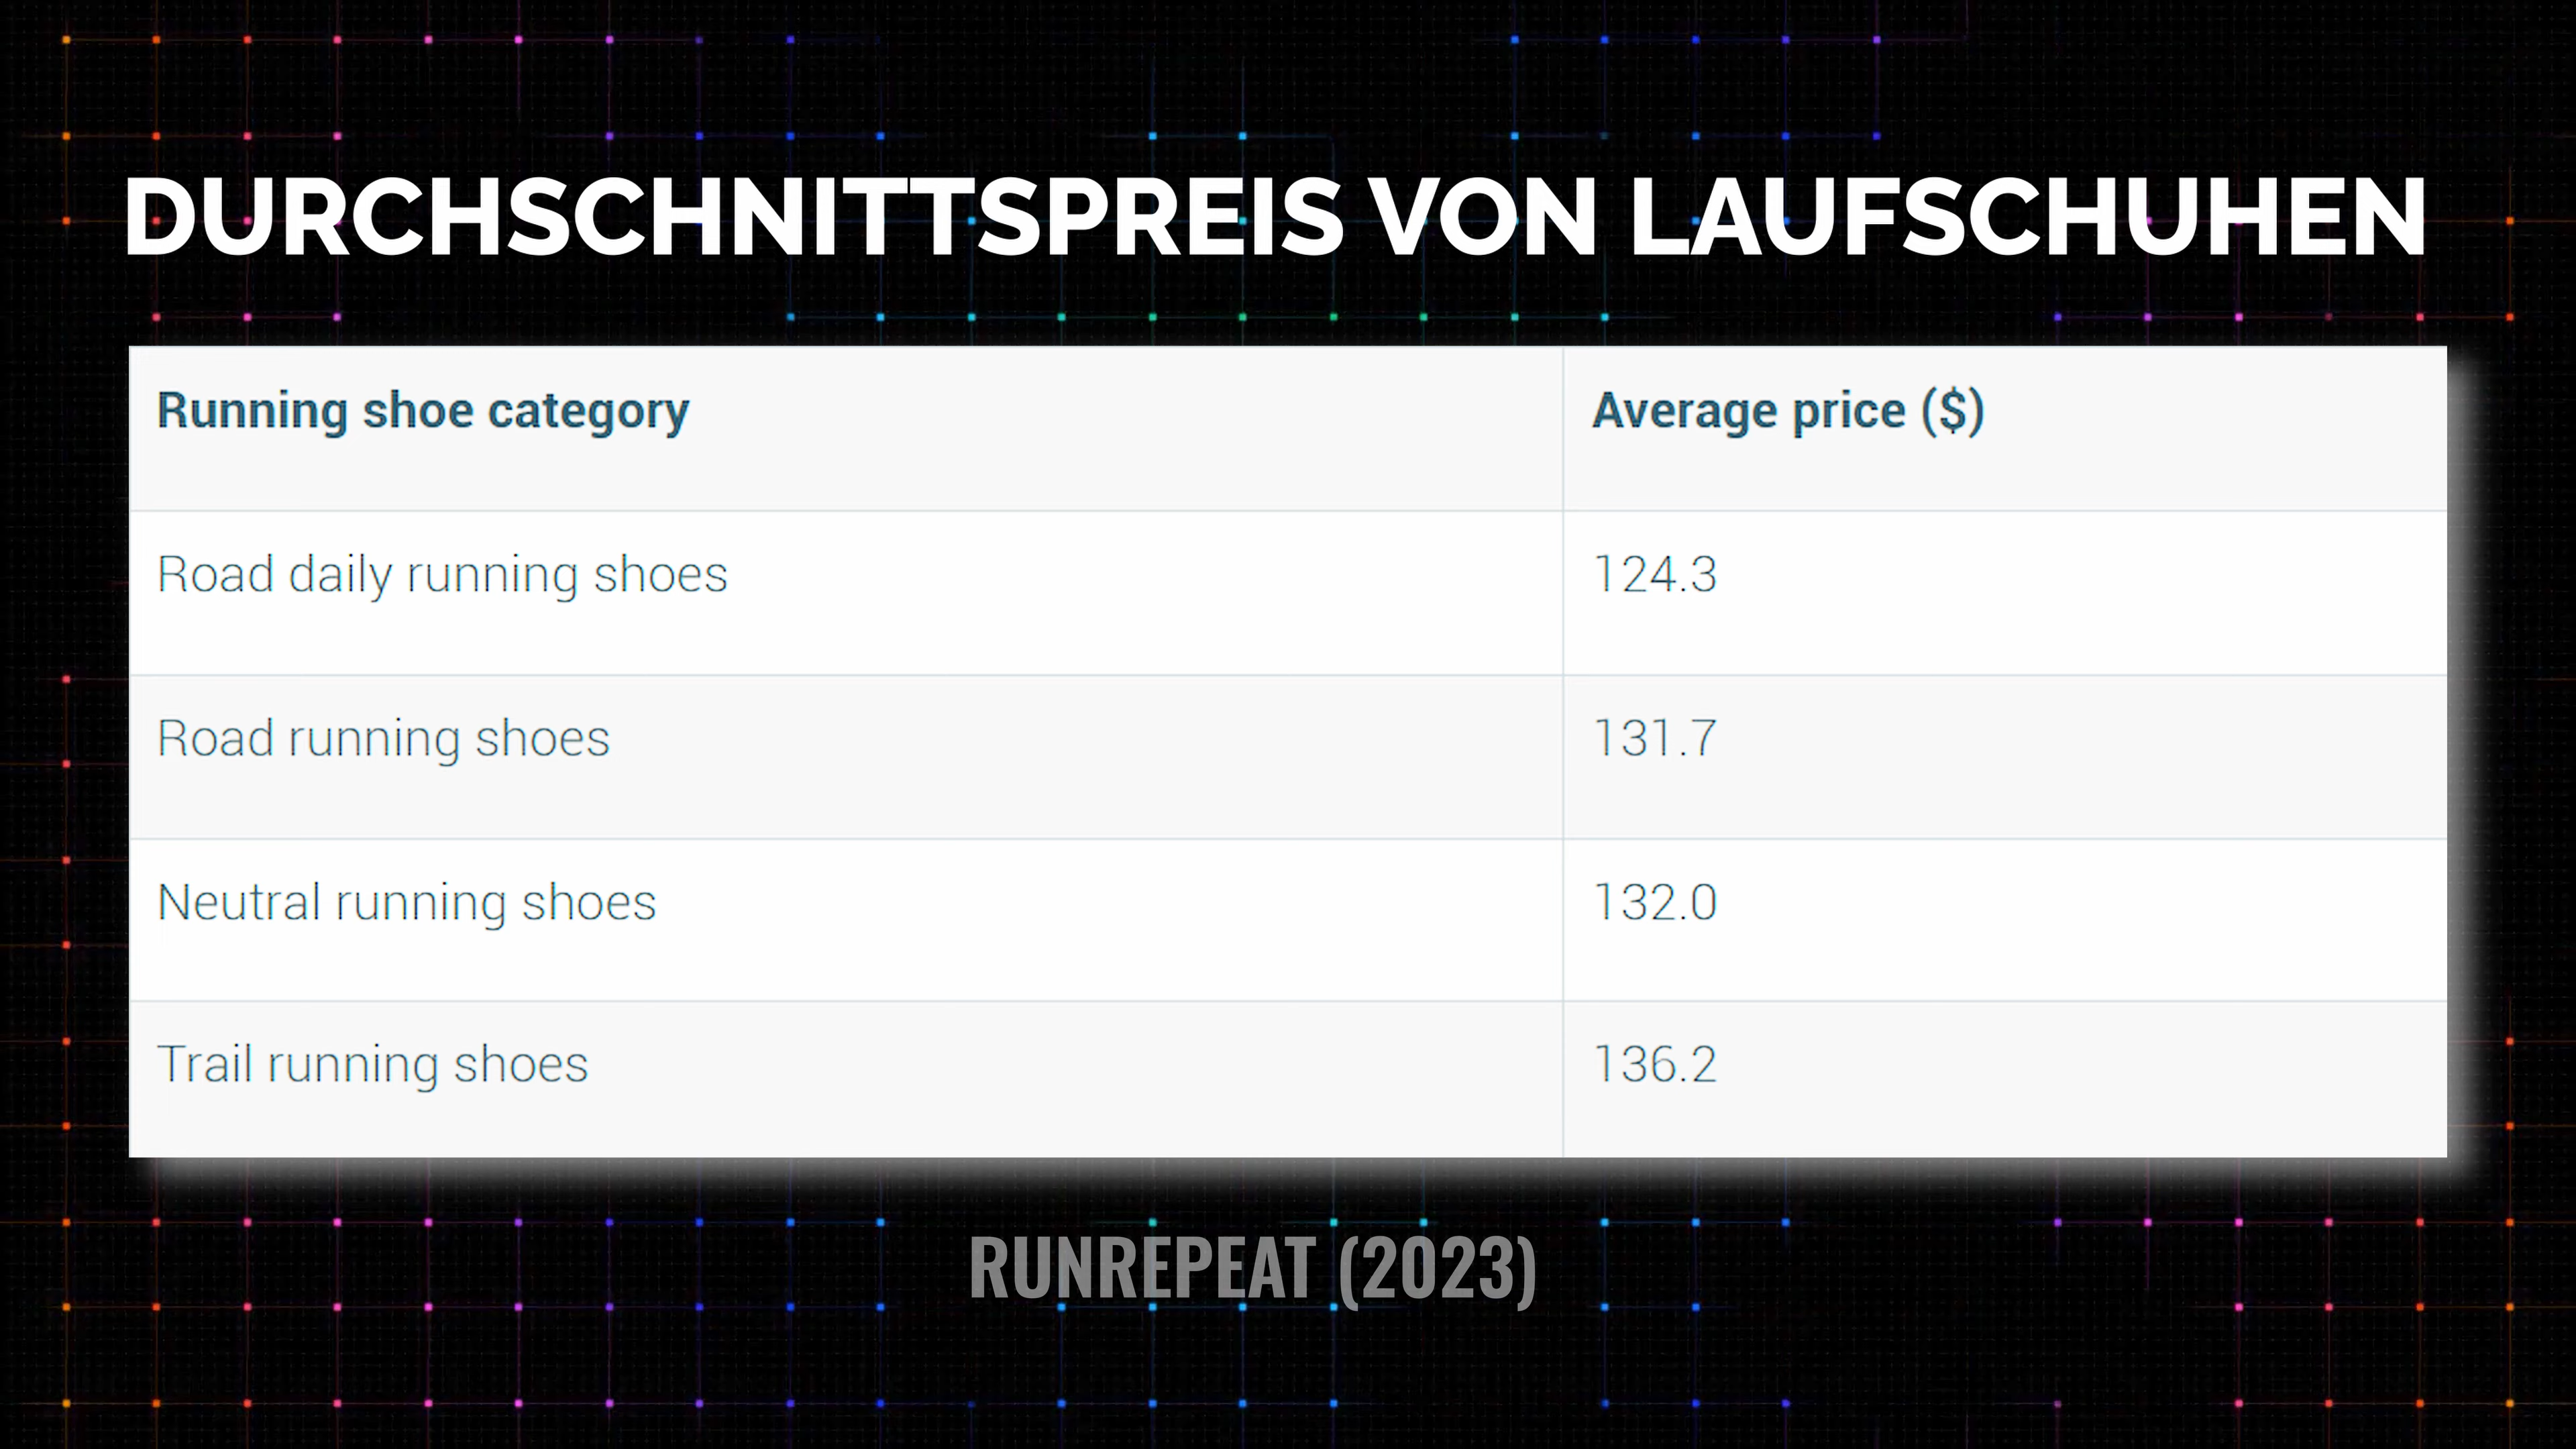 DURCHSCHNITTSPREIS VON LAUFSCHUHEN
Running shoe category Average price ($)
Road daily running shoes 124.3
Road running shoes 131.7
Neutral running shoes 132.0
Trail running shoes 136.2
RUNREPEAT (2023)